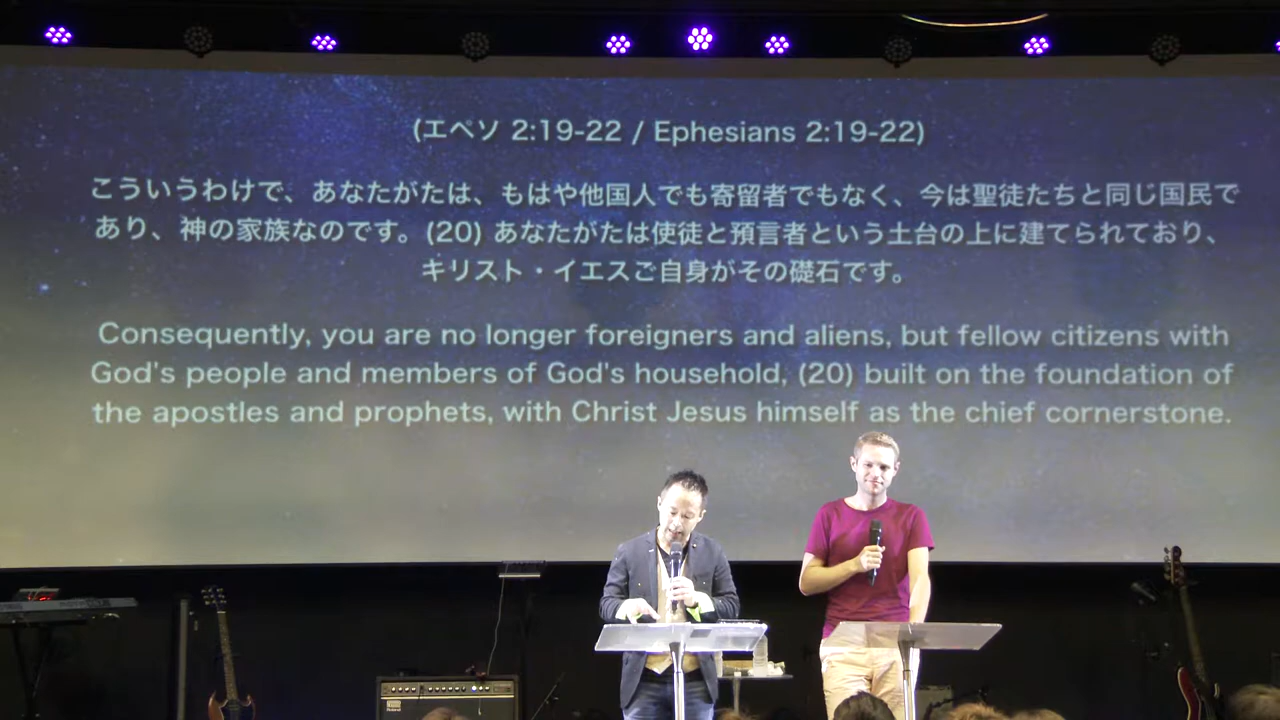 (エペソ 2:19-22 / Ephesians 2:19-22)
こういうわけで、あなたがたは、もはや他国人でも寄留者でもなく、今は聖徒たちと同じ国民で
あり、神の家族なのです。(20) あなたがたは使徒と預言者という土台の上に建てられており、
キリスト・イエスご自身がその礎石です。
Consequently, you are no longer foreigners and aliens, but fellow citizens with
God's people and members of God's household, (20) built on the foundation of
the apostles and prophets, with Christ Jesus himself as the chief cornerstone.
Roland